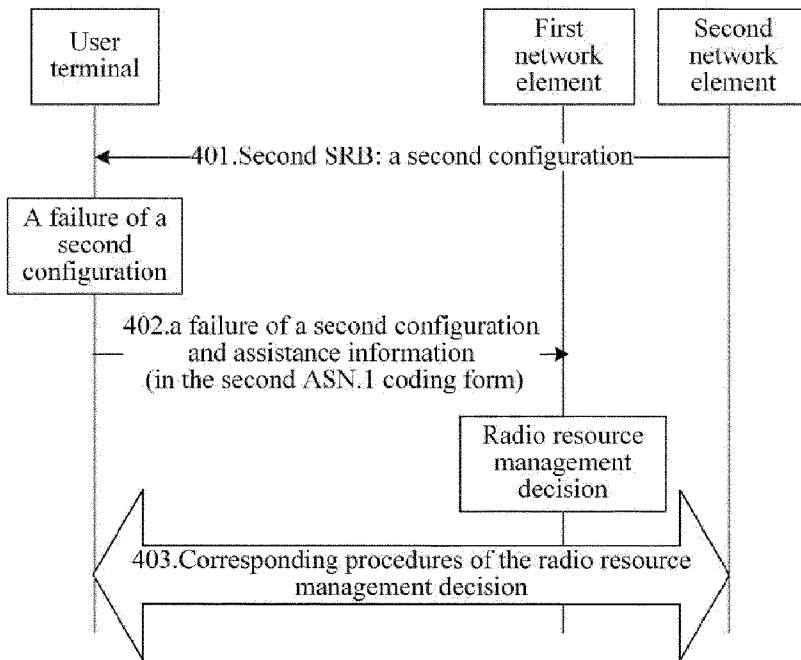 User
terminal
First
network
element
Second
network
element
401.Second SRB: a second configuration
A failure of a
second
configuration
402.a failure of a second configuration
and assistance information
(in the second ASN.1 coding form)
Radio resource
management
decision
403.Corresponding procedures of the radio resource
management decision